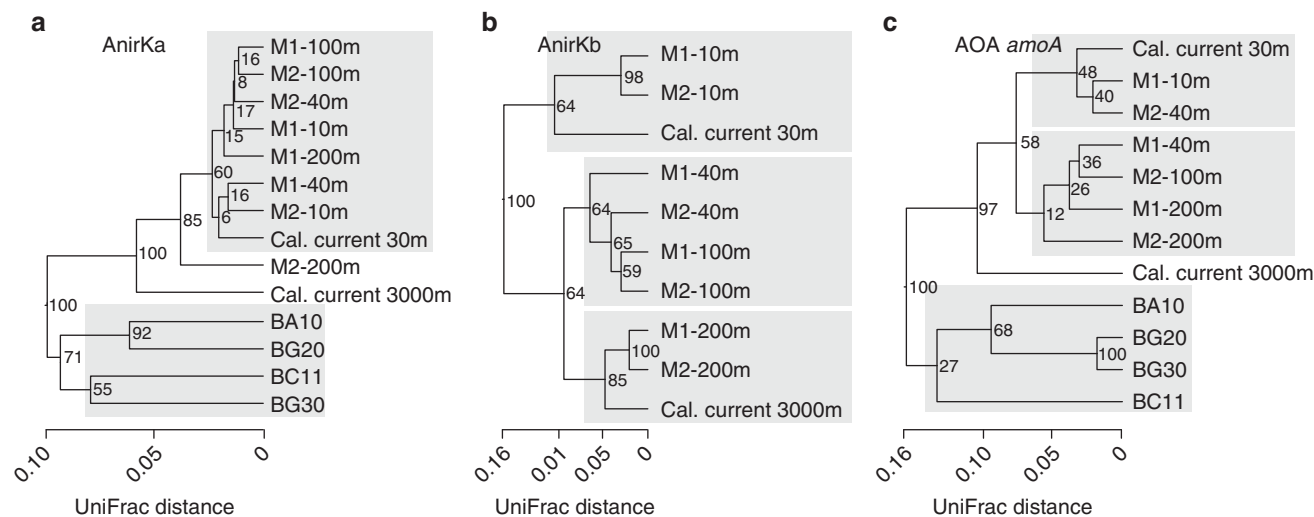 a
AnirKa
M1-100m
M2-100m
M2-40m
M1-10m
M1-200m
M1-40m
M2-10m
Cal. current 30m
M2-200m
Cal. current 3000m
BA10
BG20
BC11
BG30
16
8
17
15
60
16
6
85
100
100
92
71
55
0.10
0.05
0
UniFrac distance
b
AnirKb
M1-10m
M2-10m
Cal. current 30m
M1-40m
M2-40m
M1-100m
M2-100m
M1-200m
M2-200m
Cal. current 3000m
98
64
100
64
65
59
64
100
85
0.16
0.01
0.05
0
UniFrac distance
c
AOA amoA
Cal. current 30m
M1-10m
M2-40m
M1-40m
M2-100m
M1-200m
M2-200m
Cal. current 3000m
BA10
BG20
BG30
BC11
48
40
58
36
26
12
97
100
68
100
27
0.16
0.10
0.05
0
UniFrac distance